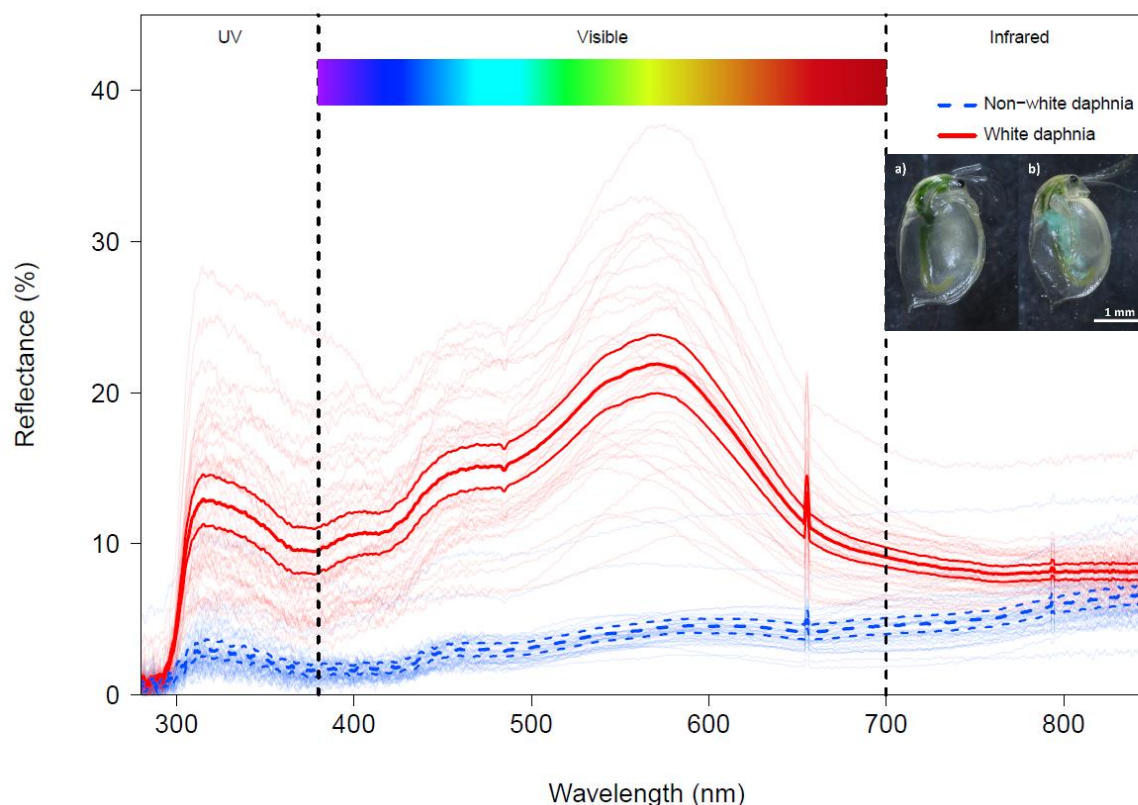 UV
Visible
Infrared
Non−white daphnia
White daphnia
a)
b)
1 mm
40
30
20
10
0
Reflectance (%)
300
400
500
600
700
800
Wavelength (nm)